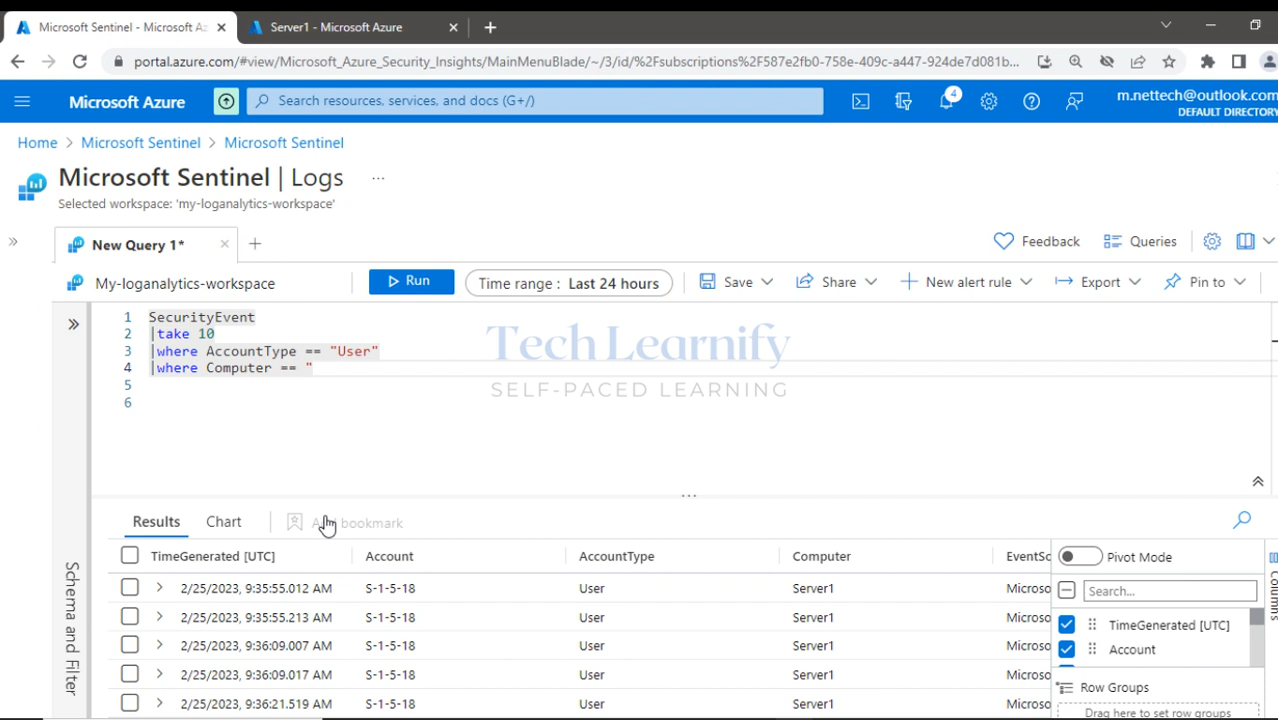 Microsoft Sentinel - Microsoft Az
Server1 - Microsoft Azure
portal.azure.com/#view/Microsoft_Azure_Security_Insights/MainMenuBlade/~/3/id/%2Fsubscriptions%2F587e2fb0-758e-409c-a447-924de7d081b...
Microsoft Azure
Search resources, services, and docs (G+/)
4
m.nettech@outlook.com
DEFAULT DIRECTORY
Home > Microsoft Sentinel > Microsoft Sentinel
Microsoft Sentinel | Logs ...
Selected workspace: 'my-loganalytics-workspace'
New Query 1*
Feedback
Queries
My-loganalytics-workspace
Run
Time range : Last 24 hours
Save
Share
New alert rule
Export
Pin to
1 SecurityEvent
2 |take 10
3 |where AccountType == "User"
4 |where Computer == "
5
6
Tech Learnify
SELF-PACED LEARNING
Schema and Filter
Results
Chart
bookmark
TimeGenerated [UTC] Account AccountType Computer EventSo
2/25/2023, 9:35:55.012 AM S-1-5-18 User Server1 Microso
2/25/2023, 9:35:55.213 AM S-1-5-18 User Server1 Microso
2/25/2023, 9:36:09.007 AM S-1-5-18 User Server1 Microso
2/25/2023, 9:36:09.017 AM S-1-5-18 User Server1 Microso
2/25/2023, 9:36:21.519 AM S-1-5-18 User Server1 Microso
Pivot Mode
Search...
TimeGenerated [UTC]
Account
Row Groups
Drag here to set row groups
Columns